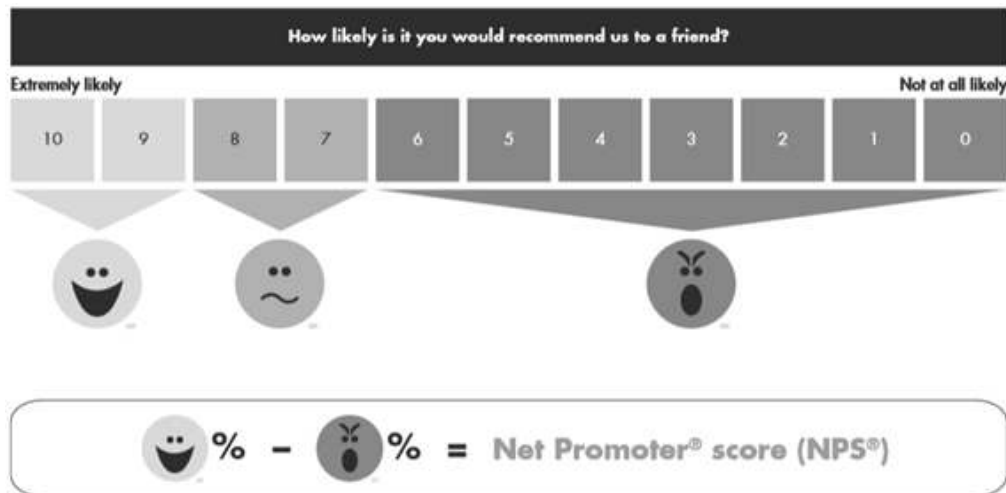 How likely is it you would recommend us to a friend?
Extremely likely Not at all likely
10 9 8 7 6 5 4 3 2 1 0
% - % = Net Promoter® score (NPS®)